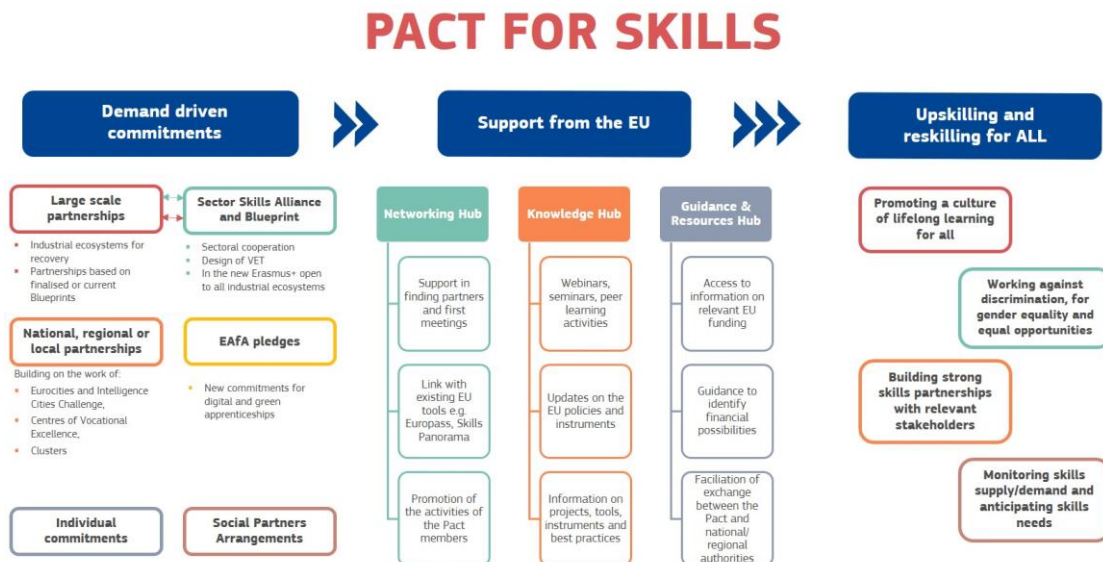 PACT FOR SKILLS
Demand driven
commitments
Support from the EU
Upskilling and
reskilling for ALL
Large scale
partnerships
Industrial ecosystems for
recovery
Partnerships based on
finalised or current
Blueprints
Sector Skills Alliance
and Blueprint
Sectoral cooperation
Design of VET
In the new Erasmus+ open
to all industrial ecosystems
National, regional or
local partnerships
Building on the work of:
Eurocities and Intelligence
Cities Challenge,
Centres of Vocational
Excellence,
Clusters
EAfA pledges
New commitments for
digital and green
apprenticeships
Individual
commitments
Social Partners
Arrangements
Networking Hub
Support in
finding partners
and first
meetings
Link with
existing EU
tools e.g.
Europass, Skills
Panorama
Promotion of
the activities of
the Pact
members
Knowledge Hub
Webinars,
seminars, peer
learning
activities
Updates on the
EU policies and
instruments
Information on
projects, tools,
instruments and
best practices
Guidance &
Resources Hub
Access to
information on
relevant EU
funding
Guidance to
identify
financial
possibilities
Faciliation of
exchange
between the
Pact and
national/
regional
authorities
Promoting a culture
of lifelong learning
for all
Working against
discrimination, for
gender equality and
equal opportunities
Building strong
skills partnerships
with relevant
stakeholders
Monitoring skills
supply/demand and
anticipating skills
needs